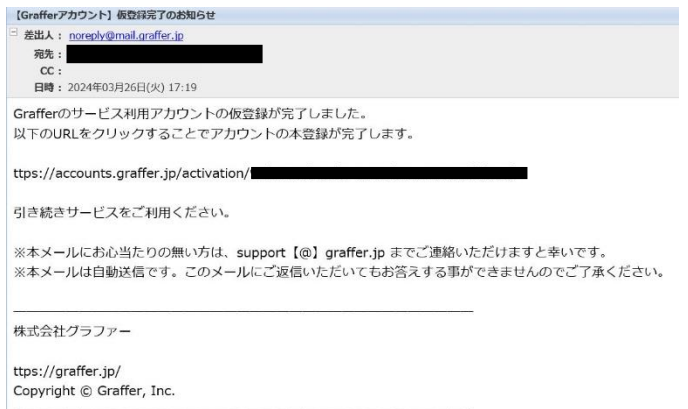 【Grafferアカウント】仮登録完了のお知らせ
差出人： noreply@mail.graffer.jp
宛先：
CC：
日時： 2024年03月26日(火) 17:19
Grafferのサービス利用アカウントの仮登録が完了しました。
以下のURLをクリックすることでアカウントの本登録が完了します。
ttps://accounts.graffer.jp/activation/
引き続きサービスをご利用ください。
※本メールにお心当たりの無い方は、support【@】graffer.jp までご連絡いただけますと幸いです。
※本メールは自動送信です。このメールにご返信いただいてもお答えする事ができませんのでご了承ください。
株式会社グラファー
ttps://graffer.jp/
Copyright © Graffer, Inc.